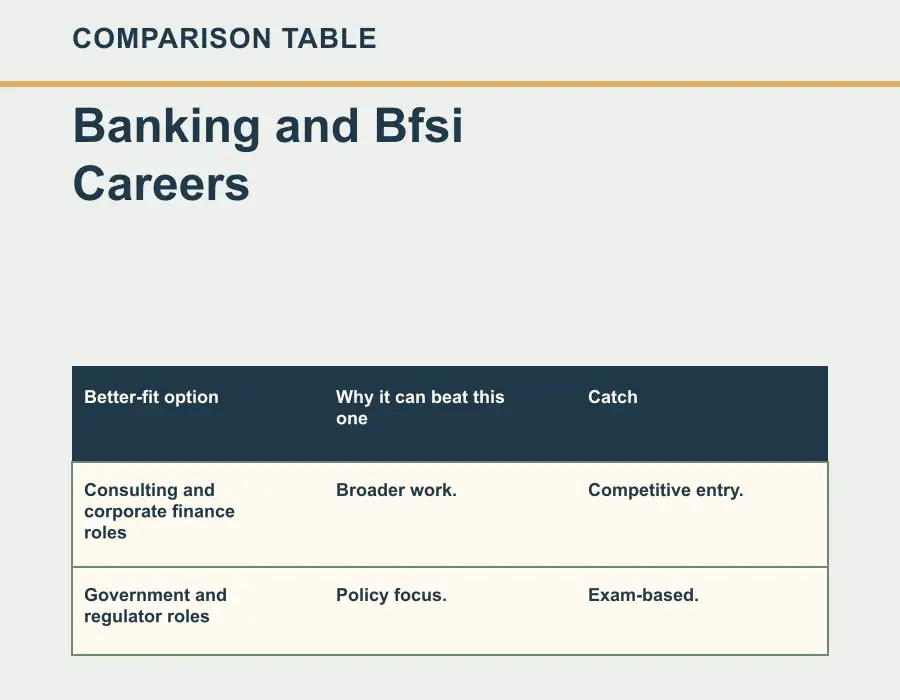 COMPARISON TABLE
Banking and Bfsi
Careers
Better-fit option
Why it can beat this
one
Catch
Consulting and
corporate finance
roles
Broader work.
Competitive entry.
Government and
regulator roles
Policy focus.
Exam-based.